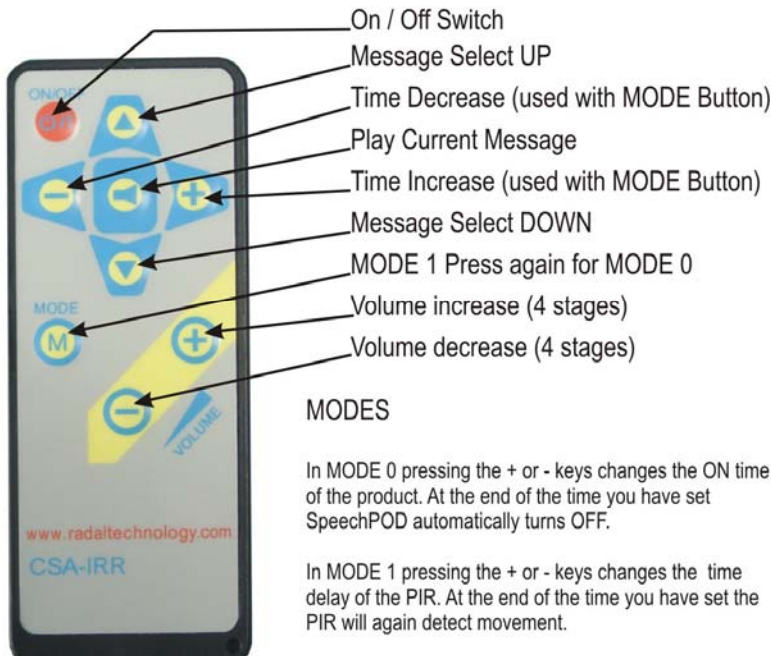 On / Off Switch
Message Select UP
Time Decrease (used with MODE Button)
Play Current Message
Time Increase (used with MODE Button)
Message Select DOWN
MODE 1 Press again for MODE 0
Volume increase (4 stages)
Volume decrease (4 stages)
ON/OFF
MODE
M
VOLUME
www.radaltechnology.com
CSA-IRR
MODES
In MODE 0 pressing the + or - keys changes the ON time
of the product. At the end of the time you have set
SpeechPOD automatically turns OFF.
In MODE 1 pressing the + or - keys changes the time
delay of the PIR. At the end of the time you have set the
PIR will again detect movement.